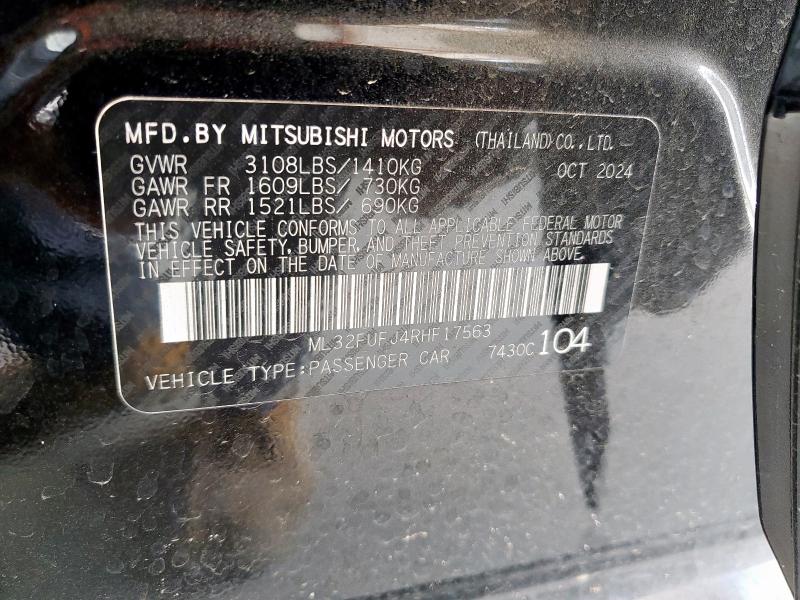 MFD.BY MITSUBISHI MOTORS (THAILAND)CO.,LTD.
GVWR 3108LBS/1410KG OCT 2024
GAWR FR 1609LBS/ 730KG
GAWR RR 1521LBS/ 690KG
THIS VEHICLE CONFORMS TO ALL APPLICABLE FEDERAL MOTOR
VEHICLE SAFETY, BUMPER, AND THEFT PREVENTION STANDARDS
IN EFFECT ON THE DATE OF MANUFACTURE SHOWN ABOVE.
ML32FUFJ4RHF17563
7430C 104
VEHICLE TYPE:PASSENGER CAR